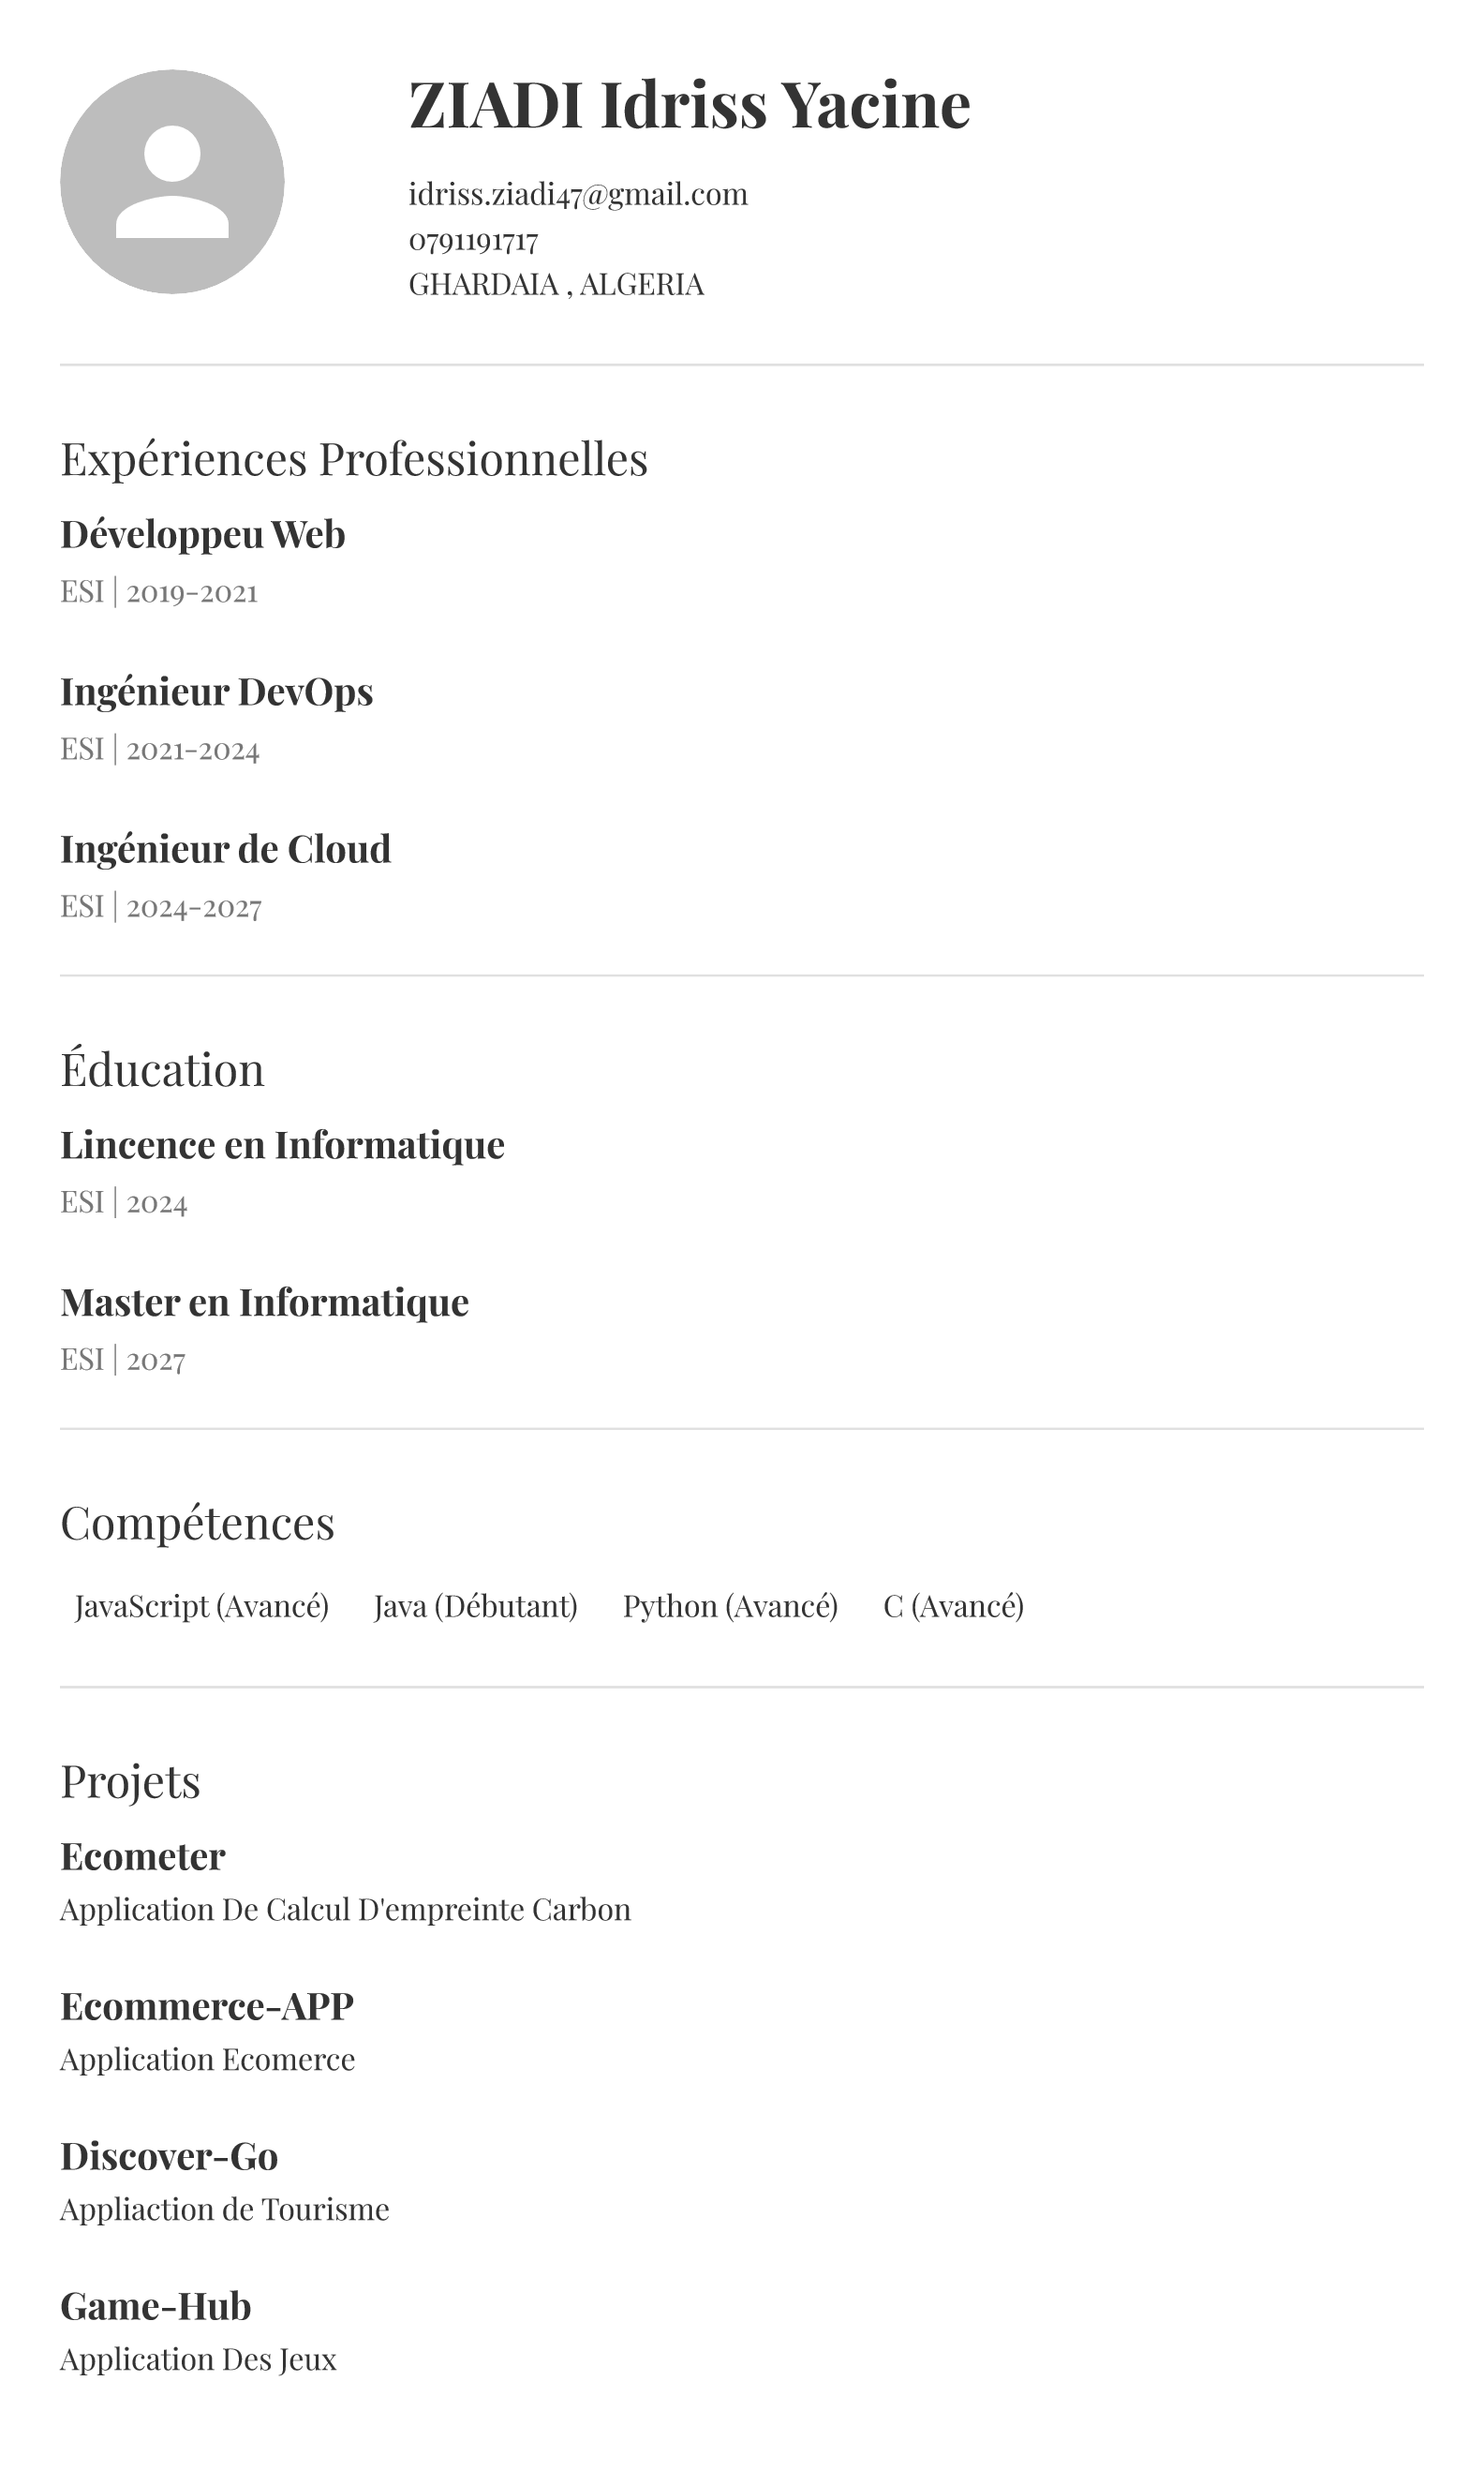 ZIADI Idriss Yacine
idriss.ziadi47@gmail.com
0791191717
GHARDAIA , ALGERIA
Expériences Professionnelles
Développeu Web
ESI | 2019-2021
Ingénieur DevOps
ESI | 2021-2024
Ingénieur de Cloud
ESI | 2024-2027
Éducation
Lincence en Informatique
ESI | 2024
Master en Informatique
ESI | 2027
Compétences
JavaScript (Avancé) Java (Débutant) Python (Avancé) C (Avancé)
Projets
Ecometer
Application De Calcul D'empreinte Carbon
Ecommerce-APP
Application Ecomerce
Discover-Go
Appliaction de Tourisme
Game-Hub
Application Des Jeux